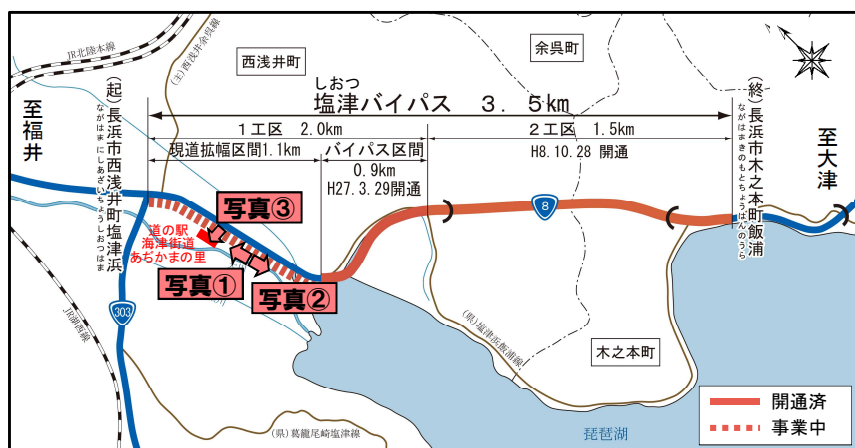 JR北陸本線
(主)西浅井余呉線
西浅井町
余呉町
しおつ
塩津バイパス 3.5km
1工区 2.0km
2工区 1.5km
現道拡幅区間1.1km
バイパス区間
0.9km
H27.3.29開通
H8.10.28 開通
至福井
(起)長浜市西浅井町塩津浜
ながはま にしあざいちょうしおつはま
(終)長浜市木之本町飯浦
ながはまきのもとちょうはんのうら
至大津
8
写真③
道の駅
海津街道
あぢかまの里
写真①
写真②
303
JR湖西線
(県)塩津浜飯浦線
木之本町
(県)葛籠尾崎塩津線
琵琶湖
開通済
事業中